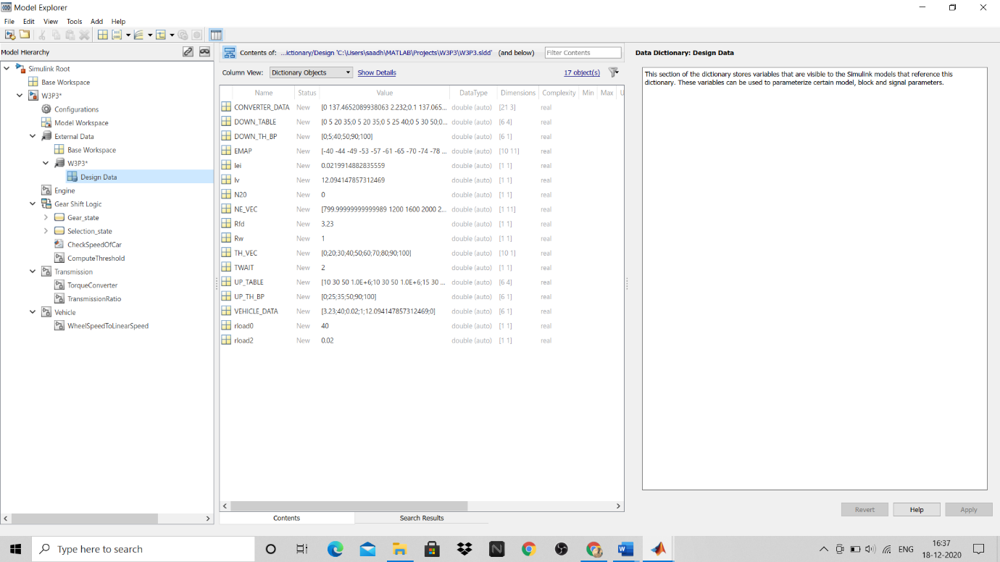 Model Explorer
File Edit View Tools Add Help
Model Hierarchy
Simulink Root
Base Workspace
W3P3*
Configurations
Model Workspace
External Data
Base Workspace
W3P3*
Design Data
Engine
Gear Shift Logic
Gear_state
Selection_state
CheckSpeedOfCar
ComputeThreshold
Transmission
TorqueConverter
TransmissionRatio
Vehicle
WheelSpeedToLinearSpeed
Contents of: ...ictionary/Design 'C:\Users\saadh\MATLAB\Projects\W3P3\W3P3.sldd' (and below) Filter Contents
Column View: Dictionary Objects Show Details 17 object(s)
Name Status Value DataType Dimensions Complexity Min Max U
CONVERTER_DATA New [0 137.4652089938063 2.232;0.1 137.065... double (auto) [21 3] real
DOWN_TABLE New [0 5 20 35;0 5 20 35;0 5 25 40;0 5 30 50;0... double (auto) [6 4] real
DOWN_TH_BP New [0;5;40;50;90;100] double (auto) [6 1] real
EMAP New [-40 -44 -49 -53 -57 -61 -65 -70 -74 -78 ... double (auto) [10 11] real
Iei New 0.0219914882835559 double (auto) [1 1] real
Iv New 12.094147857312469 double (auto) [1 1] real
N20 New 0 double (auto) [1 1] real
NE_VEC New [799.99999999999989 1200 1600 2000 2... double (auto) [1 11] real
Rfd New 3.23 double (auto) [1 1] real
Rw New 1 double (auto) [1 1] real
TH_VEC New [0;20;30;40;50;60;70;80;90;100] double (auto) [10 1] real
TWAIT New 2 double (auto) [1 1] real
UP_TABLE New [10 30 50 1.0E+6;10 30 50 1.0E+6;15 30 ... double (auto) [6 4] real
UP_TH_BP New [0;25;35;50;90;100] double (auto) [6 1] real
VEHICLE_DATA New [3.23;40;0.02;1;12.094147857312469;0] double (auto) [6 1] real
rload0 New 40 double (auto) [1 1] real
rload2 New 0.02 double (auto) [1 1] real
Contents Search Results
Data Dictionary: Design Data
This section of the dictionary stores variables that are visible to the Simulink models that reference this
dictionary. These variables can be used to parameterize certain model, block and signal parameters.
Revert Help Apply
Type here to search
ENG
16:37
18-12-2020